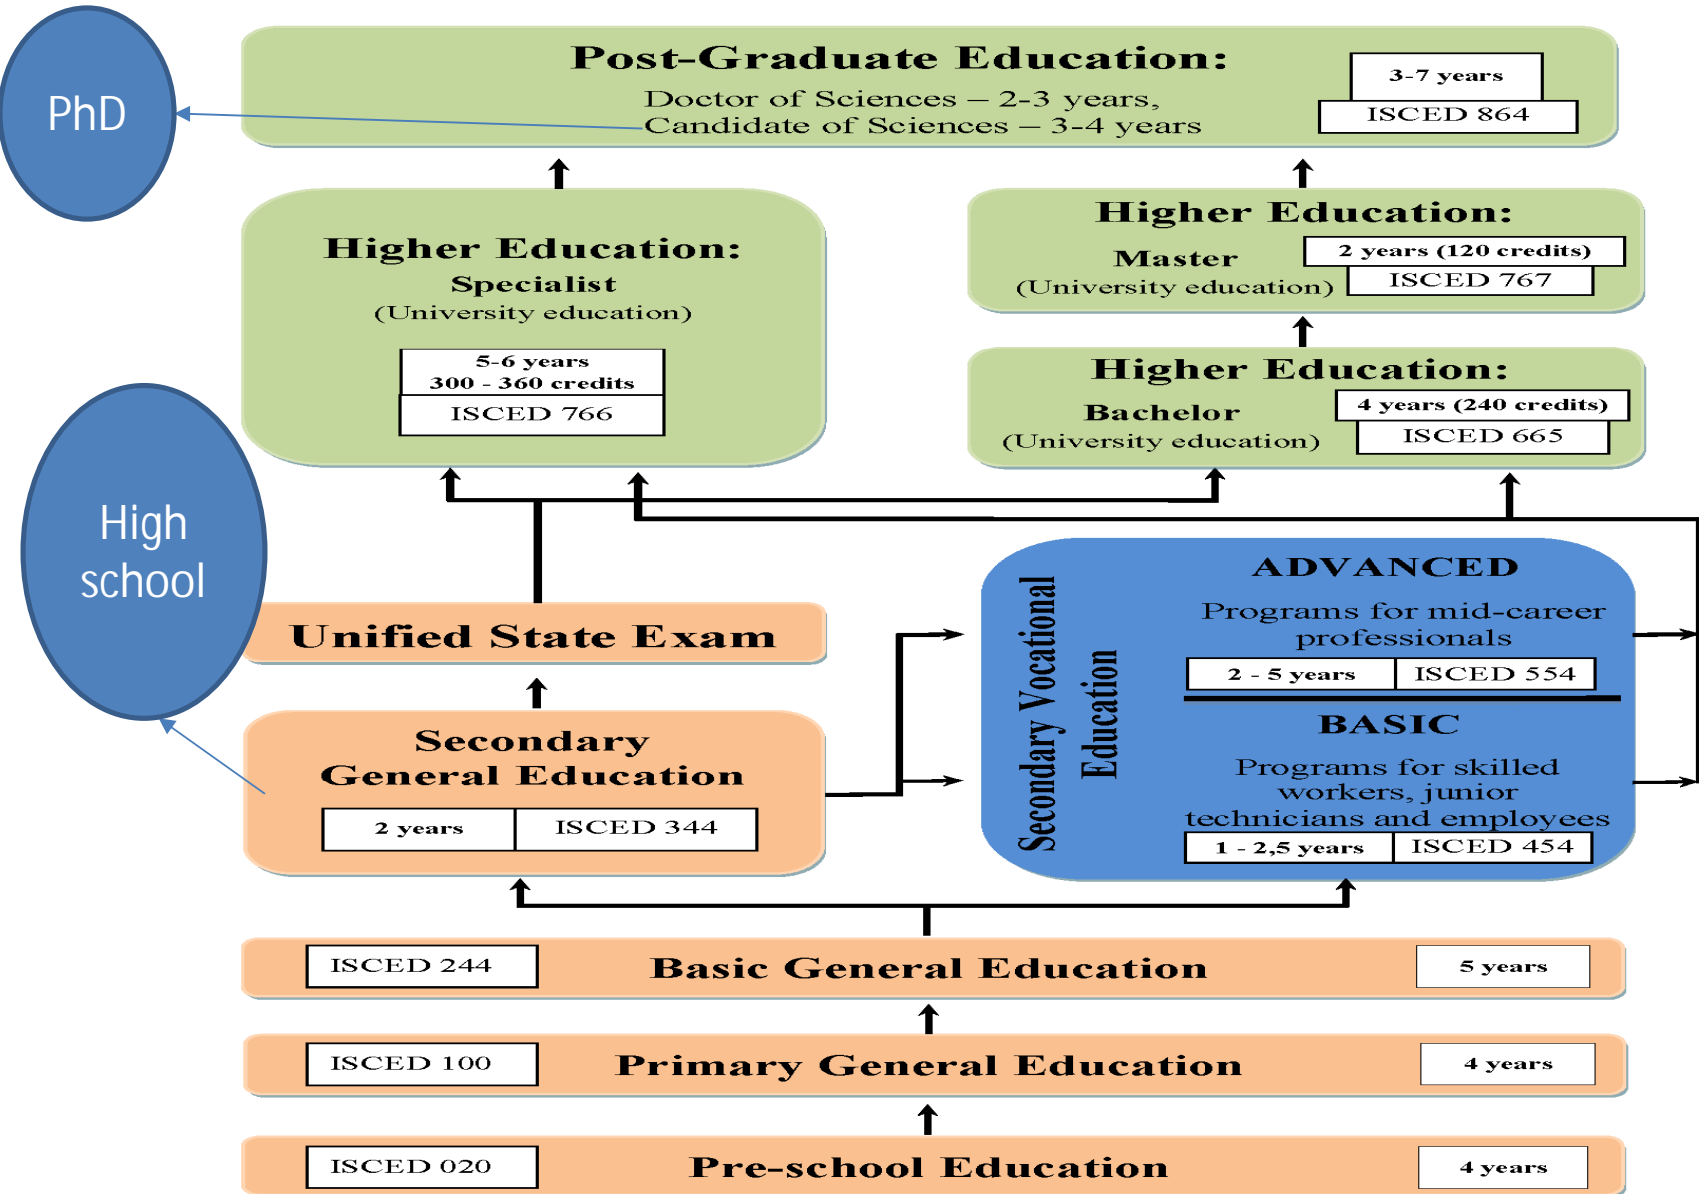 PhD
Post-Graduate Education:
Doctor of Sciences – 2-3 years,
Candidate of Sciences – 3-4 years
3-7 years
ISCED 864
Higher Education:
Specialist
(University education)
5-6 years
300 - 360 credits
ISCED 766
Higher Education:
Master
(University education)
2 years (120 credits)
ISCED 767
Higher Education:
Bachelor
(University education)
4 years (240 credits)
ISCED 665
High
school
Unified State Exam
Secondary
General Education
2 years
ISCED 344
Secondary Vocational
Education
ADVANCED
Programs for mid-career
professionals
2 - 5 years
ISCED 554
BASIC
Programs for skilled
workers, junior
technicians and employees
1 - 2,5 years
ISCED 454
ISCED 244
Basic General Education
5 years
ISCED 100
Primary General Education
4 years
ISCED 020
Pre-school Education
4 years